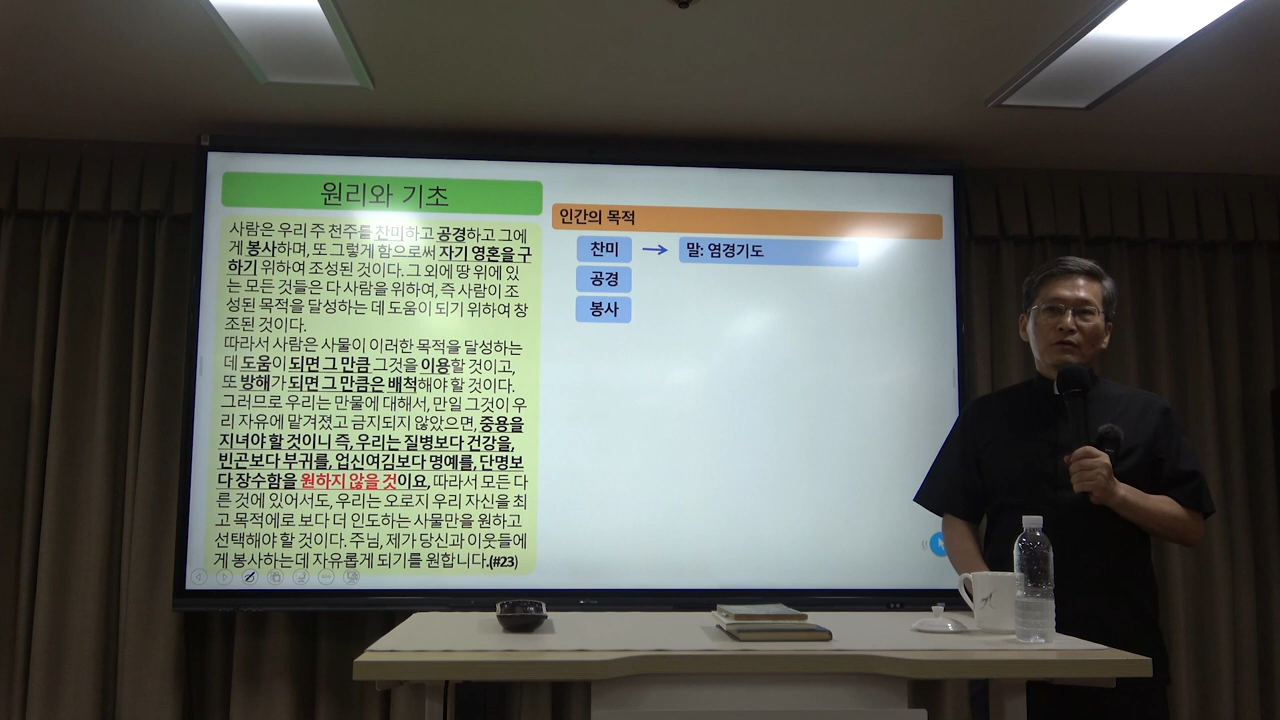 원리와 기초
사람은 우리 주 천주를 찬미하고 공경하고 그에
게 봉사하며, 또 그렇게 함으로써 자기 영혼을 구
하기 위하여 조성된 것이다. 그 외에 땅 위에 있
는 모든 것들은 다 사람을 위하여, 즉 사람이 조
성된 목적을 달성하는 데 도움이 되기 위하여 창
조된 것이다.
따라서 사람은 사물이 이러한 목적을 달성하는
데 도움이 되면 그 만큼 그것을 이용할 것이고,
또 방해가 되면 그 만큼은 배척해야 할 것이다.
그러므로 우리는 만물에 대해서, 만일 그것이 우
리 자유에 맡겨졌고 금지되지 않았으면, 중용을
지녀야 할 것이니 즉, 우리는 질병보다 건강을,
빈곤보다 부귀를, 업신여김보다 명예를, 단명보
다 장수함을 원하지 않을 것이요, 따라서 모든 다
른 것에 있어서도, 우리는 오로지 우리 자신을 최
고 목적에로 보다 더 인도하는 사물만을 원하고
선택해야 할 것이다. 주님, 제가 당신과 이웃들에
게 봉사하는데 자유롭게 되기를 원합니다.(#23)
인간의 목적
찬미 → 말: 염경기도
공경
봉사